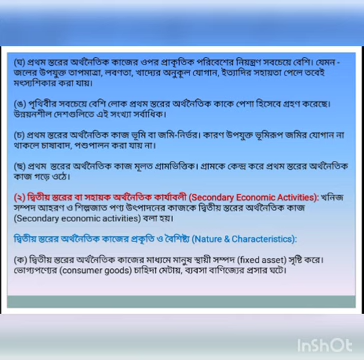 (ঘ) প্রথম স্তরের অর্থনৈতিক কাজের ওপর প্রাকৃতিক পরিবেশের নিয়ন্ত্রণ সবচেয়ে বেশি। যেমন -
জলের উপযুক্ত তাপমাত্রা, লবণতা, খাদ্যের অনুকূল যোগান, ইত্যাদির সহায়তা পেলে তবেই
মৎস্যশিকার করা যায়।
(ঙ) পৃথিবীর সবচেয়ে বেশি লোক প্রথম স্তরের অর্থনৈতিক কাকে পেশা হিসেবে গ্রহণ করেছে।
উন্নয়নশীল দেশগুলিতে এই সংখ্যা সর্বাধিক।
(চ) প্রথম স্তরের অর্থনৈতিক কাজ ভূমি বা জমি-নির্ভর। কারণ উপযুক্ত ভূমিরূপ জমির যোগান না
থাকলে চাষাবাদ, পশুপালন করা যায় না।
(ছ) প্রথম স্তরের অর্থনৈতিক কাজ মূলত গ্রামভিত্তিক। গ্রামকে কেন্দ্র করে প্রথম স্তরের অর্থনৈতিক
কাজ গড়ে ওঠে।
(২) দ্বিতীয় স্তরের বা সহায়ক অর্থনৈতিক কার্যাবলী (Secondary Economic Activities): খনিজ
সম্পদ আহরণ ও শিল্পজাত পণ্য উৎপাদনের কাজকে দ্বিতীয় স্তরের অর্থনৈতিক কাজ
(Secondary economic activities) বলা হয়।
দ্বিতীয় স্তরের অর্থনৈতিক কাজের প্রকৃতি ও বৈশিষ্ট্য (Nature & Characteristics):
(ক) দ্বিতীয় স্তরের অর্থনৈতিক কাজের মাধ্যমে মানুষ স্থায়ী সম্পদ (fixed asset) সৃষ্টি করে।
ভোগ্যপণ্যের (consumer goods) চাহিদা মেটায়, ব্যবসা বাণিজ্যের প্রসার ঘটে।
InShOt